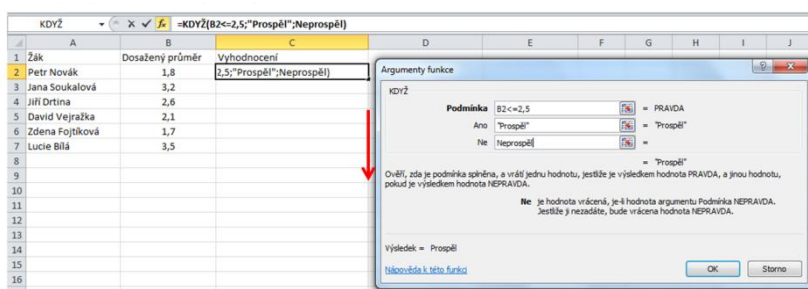 KDYŽ =KDYŽ(B2<=2,5;"Prospěl";Neprospěl)
A B C D E F G H I J
1 Žák Dosažený průměr Vyhodnocení
2 Petr Novák 1,8 2,5;"Prospěl";Neprospěl)
3 Jana Soukalová 3,2
4 Jiří Drtina 2,6
5 David Vejražka 2,1
6 Zdena Fojtíková 1,7
7 Lucie Bílá 3,5
8
9
10
11
12
13
14
15
16
Argumenty funkce
KDYŽ
Podmínka B2<=2,5 = PRAVDA
Ano "Prospěl" = "Prospěl"
Ne Neprospěl =
= "Prospěl"
Ověří, zda je podmínka splněna, a vrátí jednu hodnotu, jestliže je výsledkem hodnota PRAVDA, a jinou hodnotu,
pokud je výsledkem hodnota NEPRAVDA.
Ne je hodnota vrácená, je-li hodnota argumentu Podmínka NEPRAVDA.
Jestliže ji nezadáte, bude vrácena hodnota NEPRAVDA.
Výsledek = Prospěl
Nápověda k této funkci
OK Storno